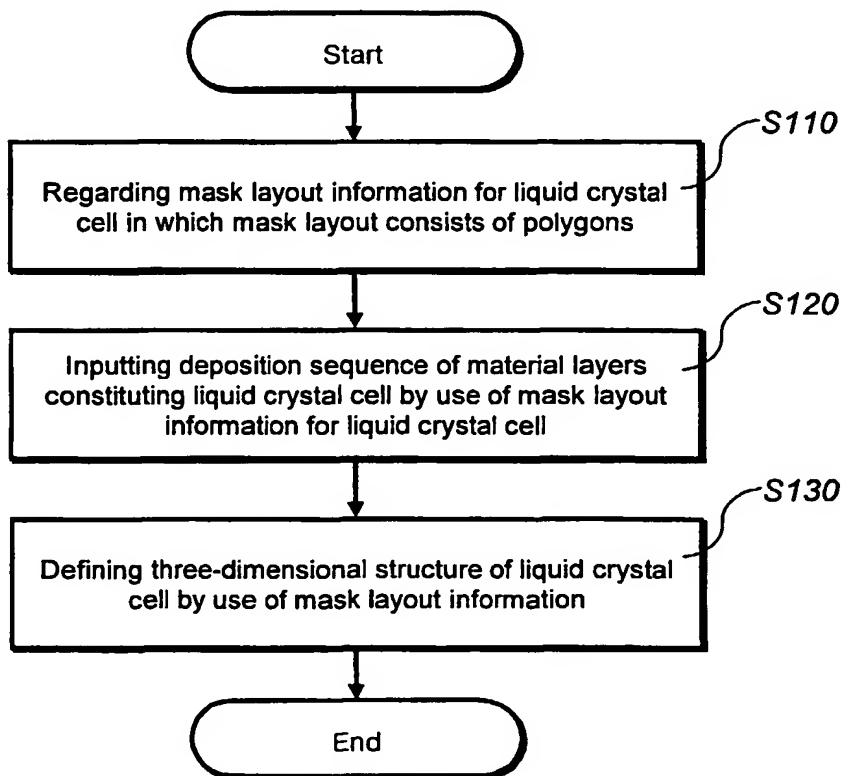 Start
S110
Regarding mask layout information for liquid crystal
cell in which mask layout consists of polygons
S120
Inputting deposition sequence of material layers
constituting liquid crystal cell by use of mask layout
information for liquid crystal cell
S130
Defining three-dimensional structure of liquid crystal
cell by use of mask layout information
End